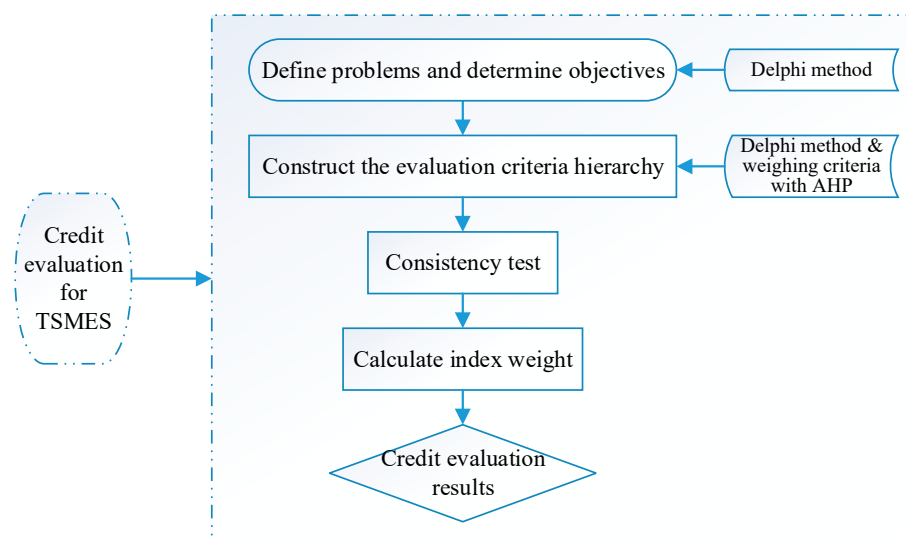 Define problems and determine objectives
Delphi method
Construct the evaluation criteria hierarchy
Delphi method &
weighing criteria
with AHP
Credit
evaluation
for
TSMES
Consistency test
Calculate index weight
Credit evaluation
results